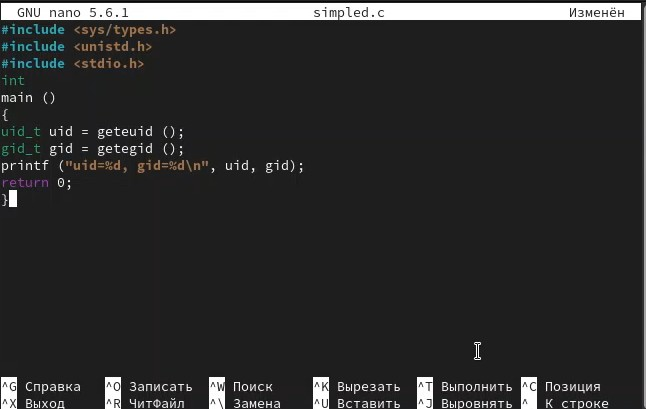 GNU nano 5.6.1 simpled.c Изменён
#include <sys/types.h>
#include <unistd.h>
#include <stdio.h>
int
main ()
{
uid_t uid = geteuid ();
gid_t gid = getegid ();
printf ("uid=%d, gid=%d\n", uid, gid);
return 0;
}
^G Справка ^O Записать ^W Поиск ^K Вырезать ^T Выполнить ^C Позиция
^X Выход ^R ЧитФайл ^\ Замена ^U Вставить ^J Выровнять ^ К строке